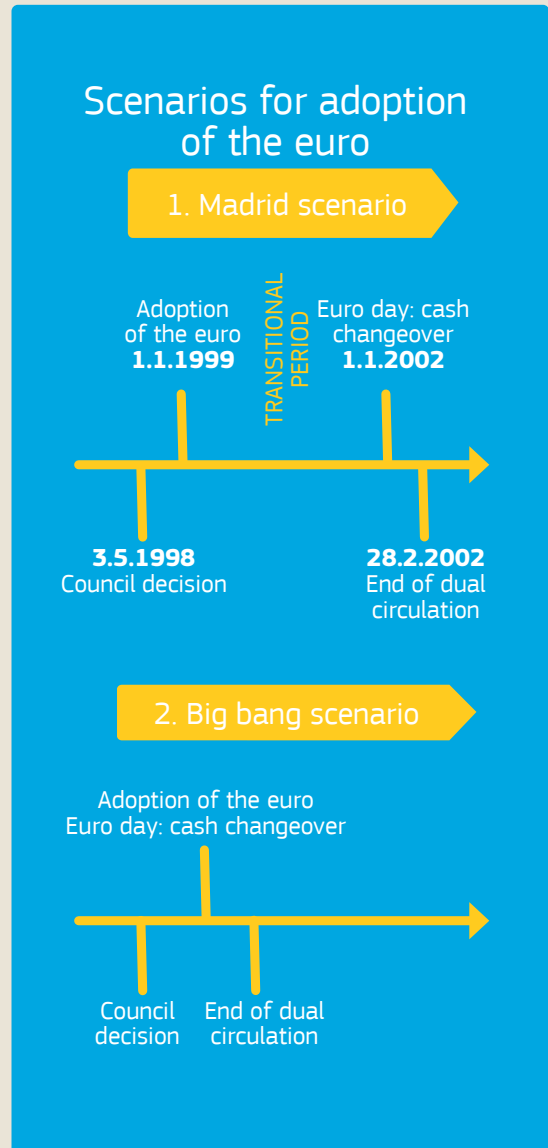 Scenarios for adoption
of the euro
1. Madrid scenario
Adoption
of the euro
1.1.1999
TRANSITIONAL
PERIOD
Euro day: cash
changeover
1.1.2002
3.5.1998
Council decision
28.2.2002
End of dual
circulation
2. Big bang scenario
Adoption of the euro
Euro day: cash changeover
Council
decision
End of dual
circulation